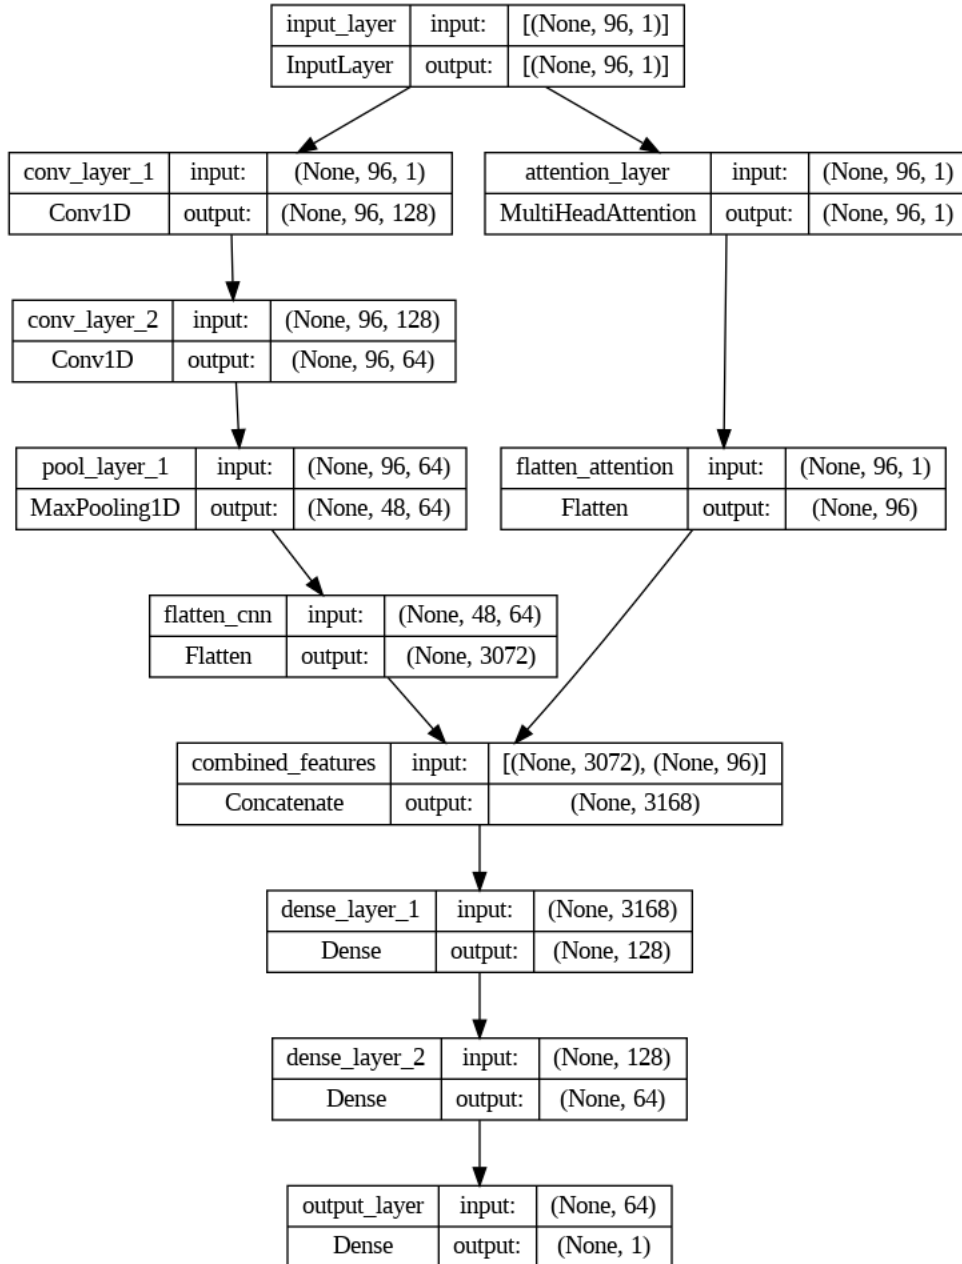 input_layer input: [(None, 96, 1)]
InputLayer output: [(None, 96, 1)]
conv_layer_1 input: (None, 96, 1)
Conv1D output: (None, 96, 128)
attention_layer input: (None, 96, 1)
MultiHeadAttention output: (None, 96, 1)
conv_layer_2 input: (None, 96, 128)
Conv1D output: (None, 96, 64)
pool_layer_1 input: (None, 96, 64)
MaxPooling1D output: (None, 48, 64)
flatten_attention input: (None, 96, 1)
Flatten output: (None, 96)
flatten_cnn input: (None, 48, 64)
Flatten output: (None, 3072)
combined_features input: [(None, 3072), (None, 96)]
Concatenate output: (None, 3168)
dense_layer_1 input: (None, 3168)
Dense output: (None, 128)
dense_layer_2 input: (None, 128)
Dense output: (None, 64)
output_layer input: (None, 64)
Dense output: (None, 1)